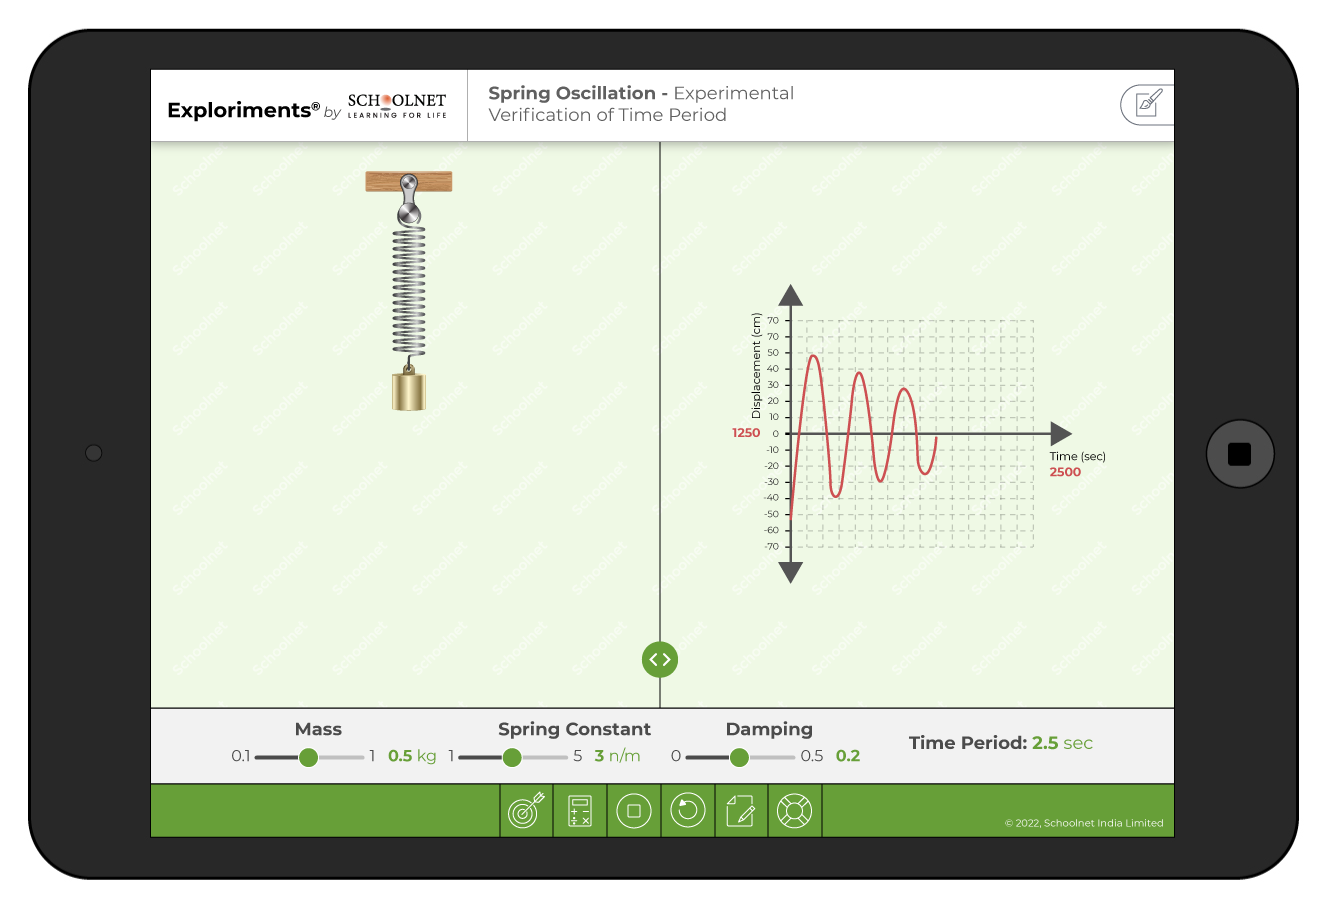 Exploriments® by SCHOOLNET
LEARNING FOR LIFE
Spring Oscillation - Experimental
Verification of Time Period
Displacement (cm)
70
70
50
40
30
20
10
1250 0
-10
-20
-30
-40
-50
-60
-70
Time (sec)
2500
Mass
0.1 1 0.5 kg
Spring Constant
1 5 3 n/m
Damping
0 0.5 0.2
Time Period: 2.5 sec
© 2022, Schoolnet India Limited
Schoolnet